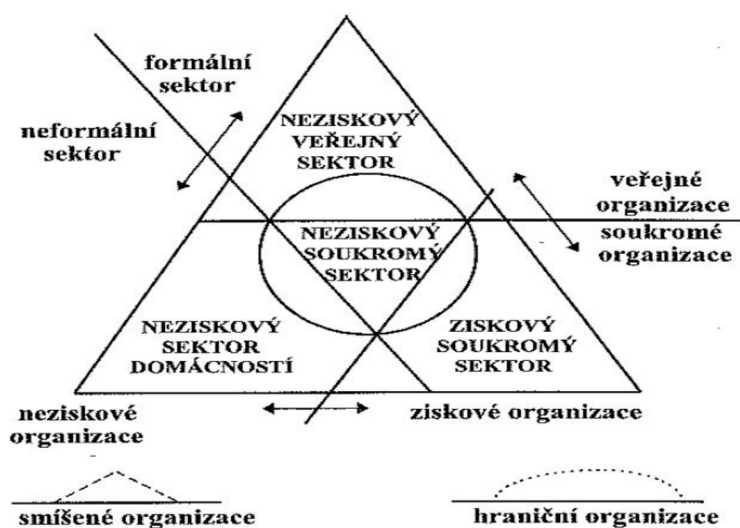 formální
sektor
neformální
sektor
NEZISKOVÝ
VEŘEJNÝ
SEKTOR
veřejné
organizace
soukromé
organizace
NEZISKOVÝ
SOUKROMÝ
SEKTOR
NEZISKOVÝ
SEKTOR
DOMÁCNOSTÍ
ZISKOVÝ
SOUKROMÝ
SEKTOR
neziskové
organizace
ziskové organizace
smíšené organizace
hraniční organizace